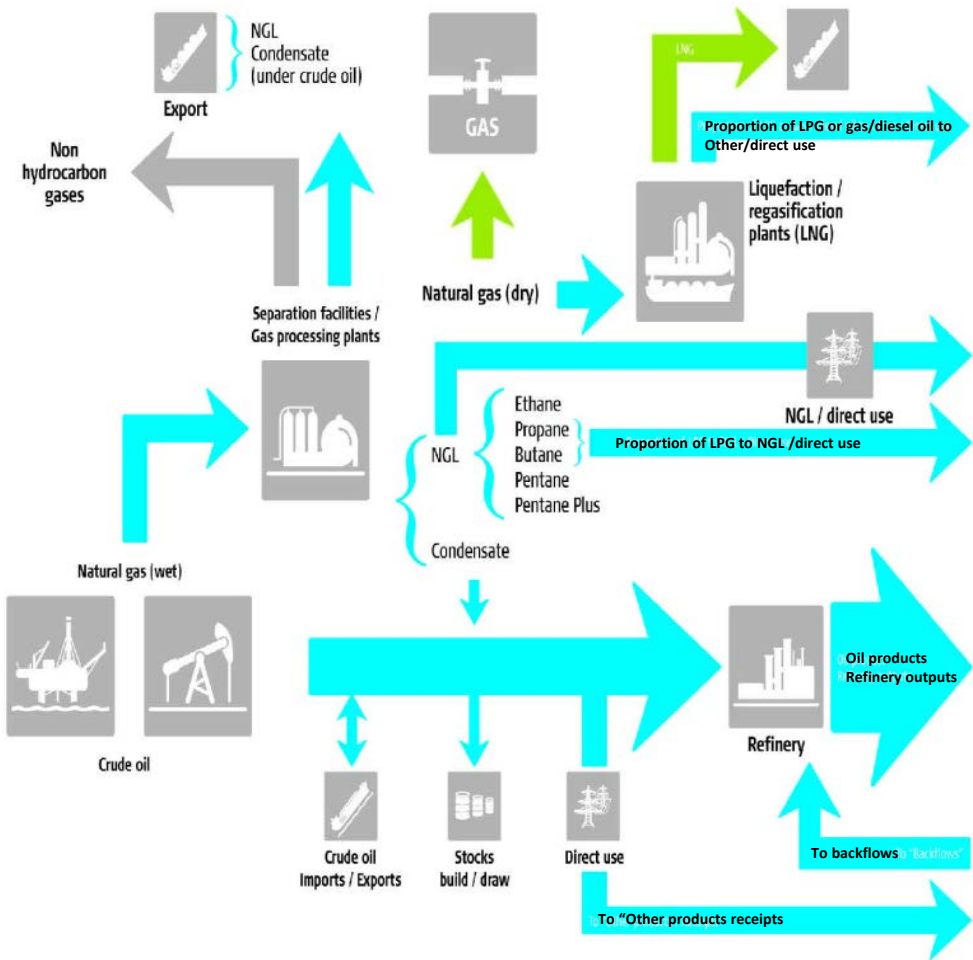 NGL
Condensate
(under crude oil)
Export
GAS
LNG
Proportion of LPG or gas/diesel oil to
Other/direct use
Non
hydrocarbon
gases
Liquefaction /
regasification
plants (LNG)
Natural gas (dry)
Separation facilities /
Gas processing plants
NGL / direct use
Ethane
Propane
Butane
Pentane
Pentane Plus
NGL
Proportion of LPG to NGL /direct use
Condensate
Natural gas (wet)
Crude oil
Oil products
Refinery outputs
Refinery
Crude oil
Imports / Exports
Stocks
build / draw
Direct use
To backflows
To "Backflows"
To “Other products receipts